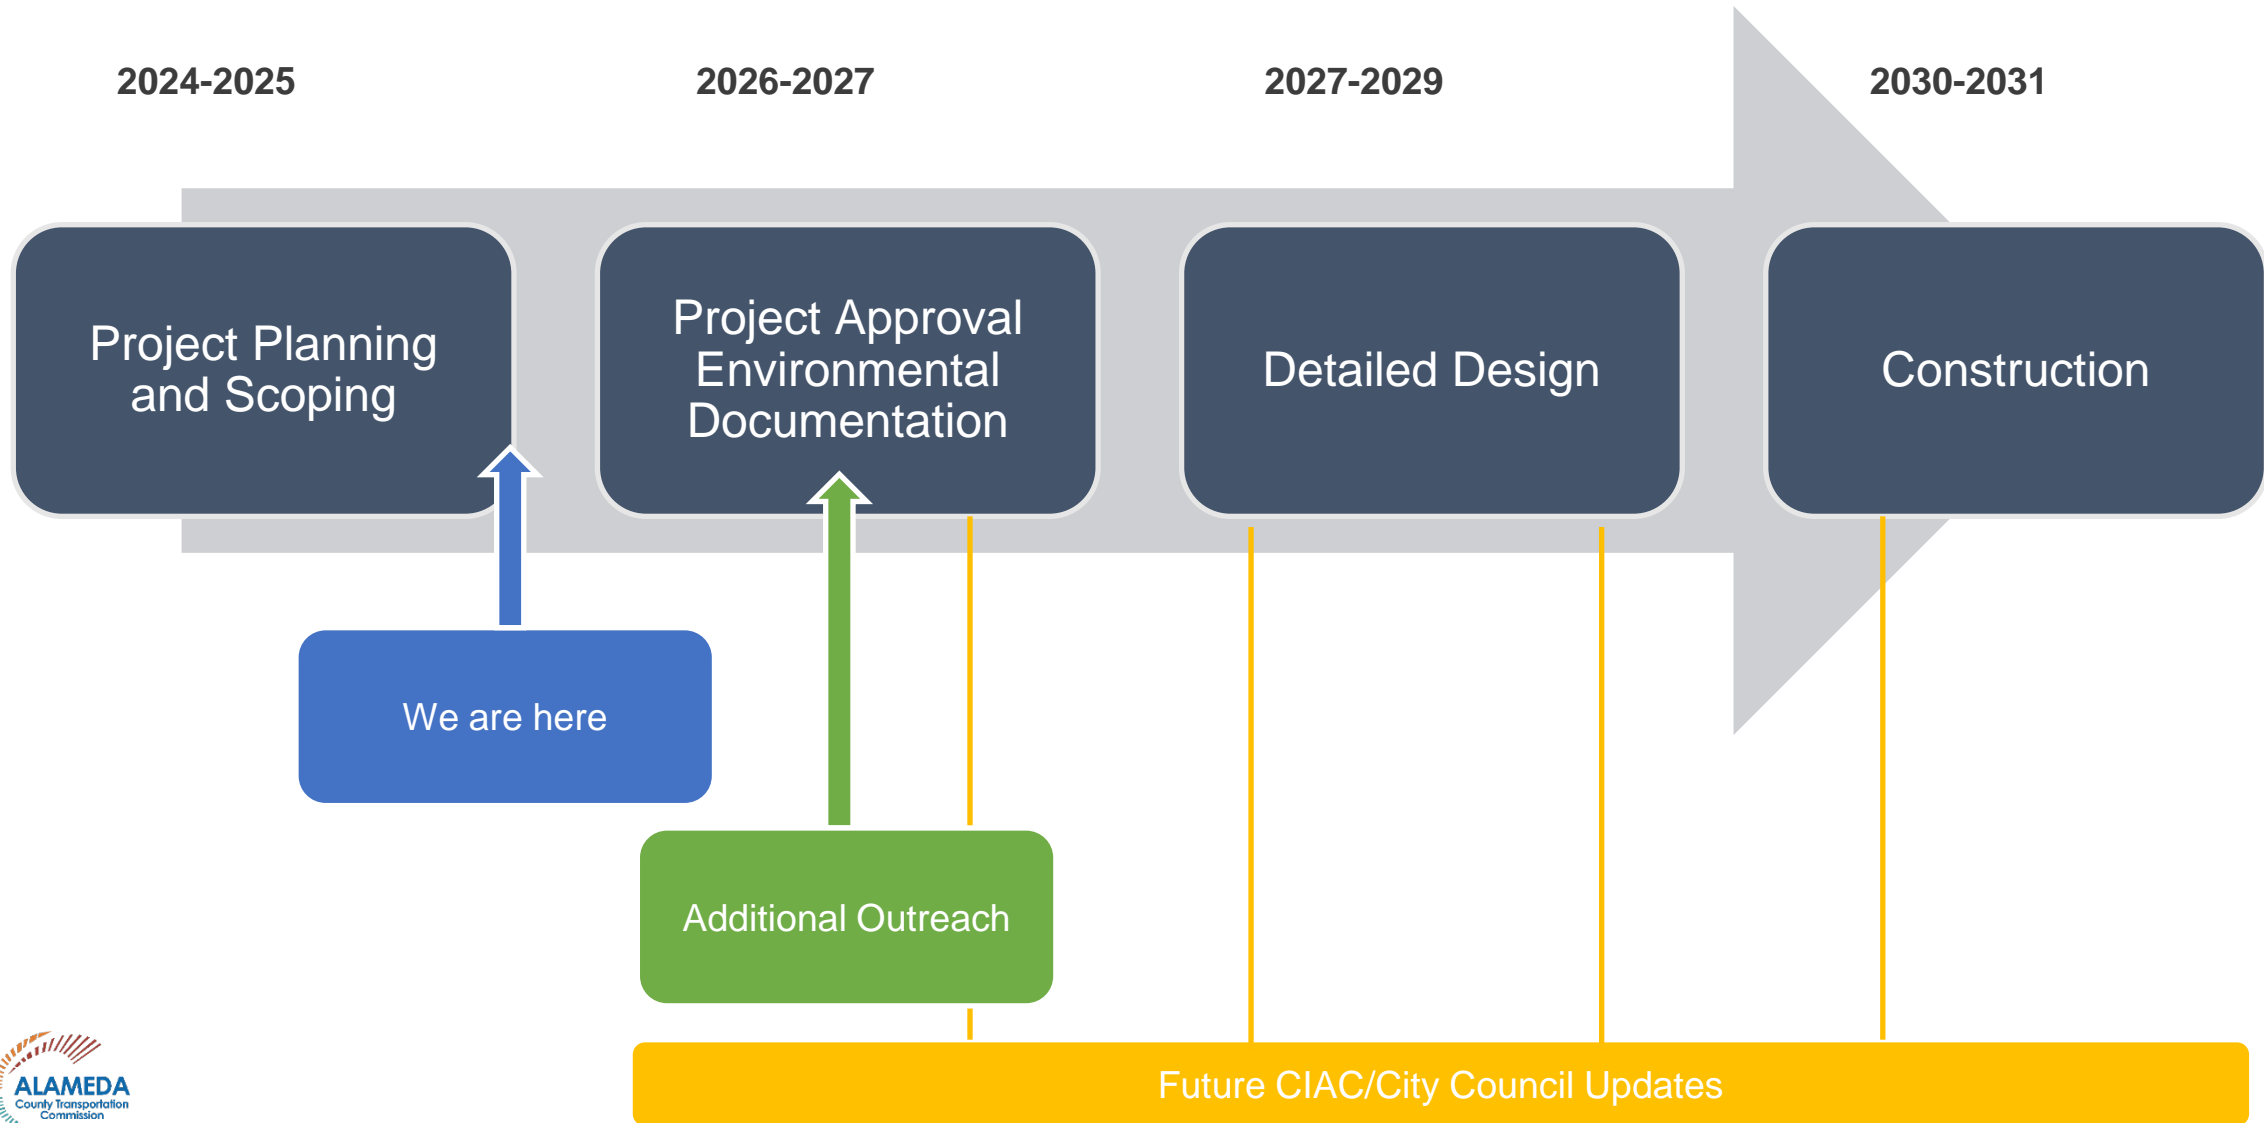 2024-2025
2026-2027
2027-2029
2030-2031
Project Planning
and Scoping
Project Approval
Environmental
Documentation
Detailed Design
Construction
We are here
Additional Outreach
Future CIAC/City Council Updates
ALAMEDA
County Transportation
Commission